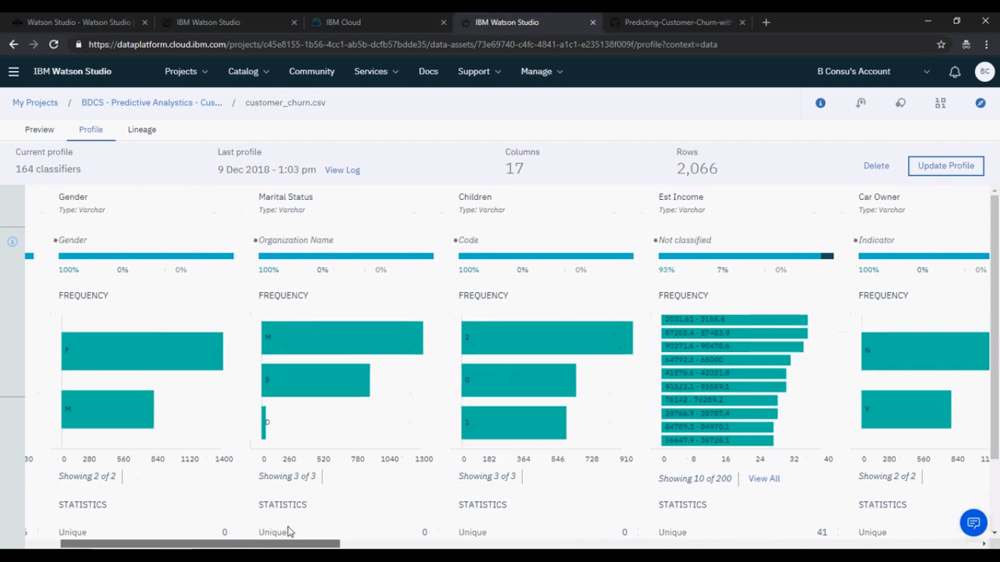 Watson Studio - Watson Studio |
IBM Watson Studio
IBM Cloud
IBM Watson Studio
Predicting-Customer-Churn-with
https://dataplatform.cloud.ibm.com/projects/c45e8155-1b56-4cc1-ab5b-dcfb57bdde35/data-assets/73e69740-c4fc-4841-a1c1-e235138f009f/profile?context=data
IBM Watson Studio
Projects
Catalog
Community
Services
Docs
Support
Manage
B Consu's Account
BC
My Projects / BDCS - Predictive Analystics - Cus... / customer_churn.csv
Preview
Profile
Lineage
Current profile
Last profile
Columns
Rows
164 classifiers
9 Dec 2018 - 1:03 pm View Log
17
2,066
Delete
Update Profile
Gender
Marital Status
Children
Est Income
Car Owner
Type: Varchar
Type: Varchar
Type: Varchar
Type: Varchar
Type: Varchar
Gender
Organization Name
Code
Not classified
Indicator
100% 0% 0%
100% 0% 0%
100% 0% 0%
93% 7% 0%
100% 0% 0%
FREQUENCY
FREQUENCY
FREQUENCY
FREQUENCY
FREQUENCY
F
M
M
S
D
2
0
1
2031.61 - 2185.6
57255.4 - 57483.9
90271.6 - 90478.6
64792.3 - 65000
41876.6 - 42031.8
93322.1 - 93559.1
76142 - 76289.2
28766.9 - 28787.4
84789.3 - 84978.1
36647.9 - 36725.1
N
Y
30
0 280 560 840 1120 1400
0 260 520 780 1040 1300
0 182 364 546 728 910
0 8 16 24 32 40
0 280 560 840 11
Showing 2 of 2
Showing 3 of 3
Showing 3 of 3
Showing 10 of 200
View All
Showing 2 of 2
STATISTICS
STATISTICS
STATISTICS
STATISTICS
STATISTICS
Unique 0
Unique 0
Unique 0
Unique 41
Unique